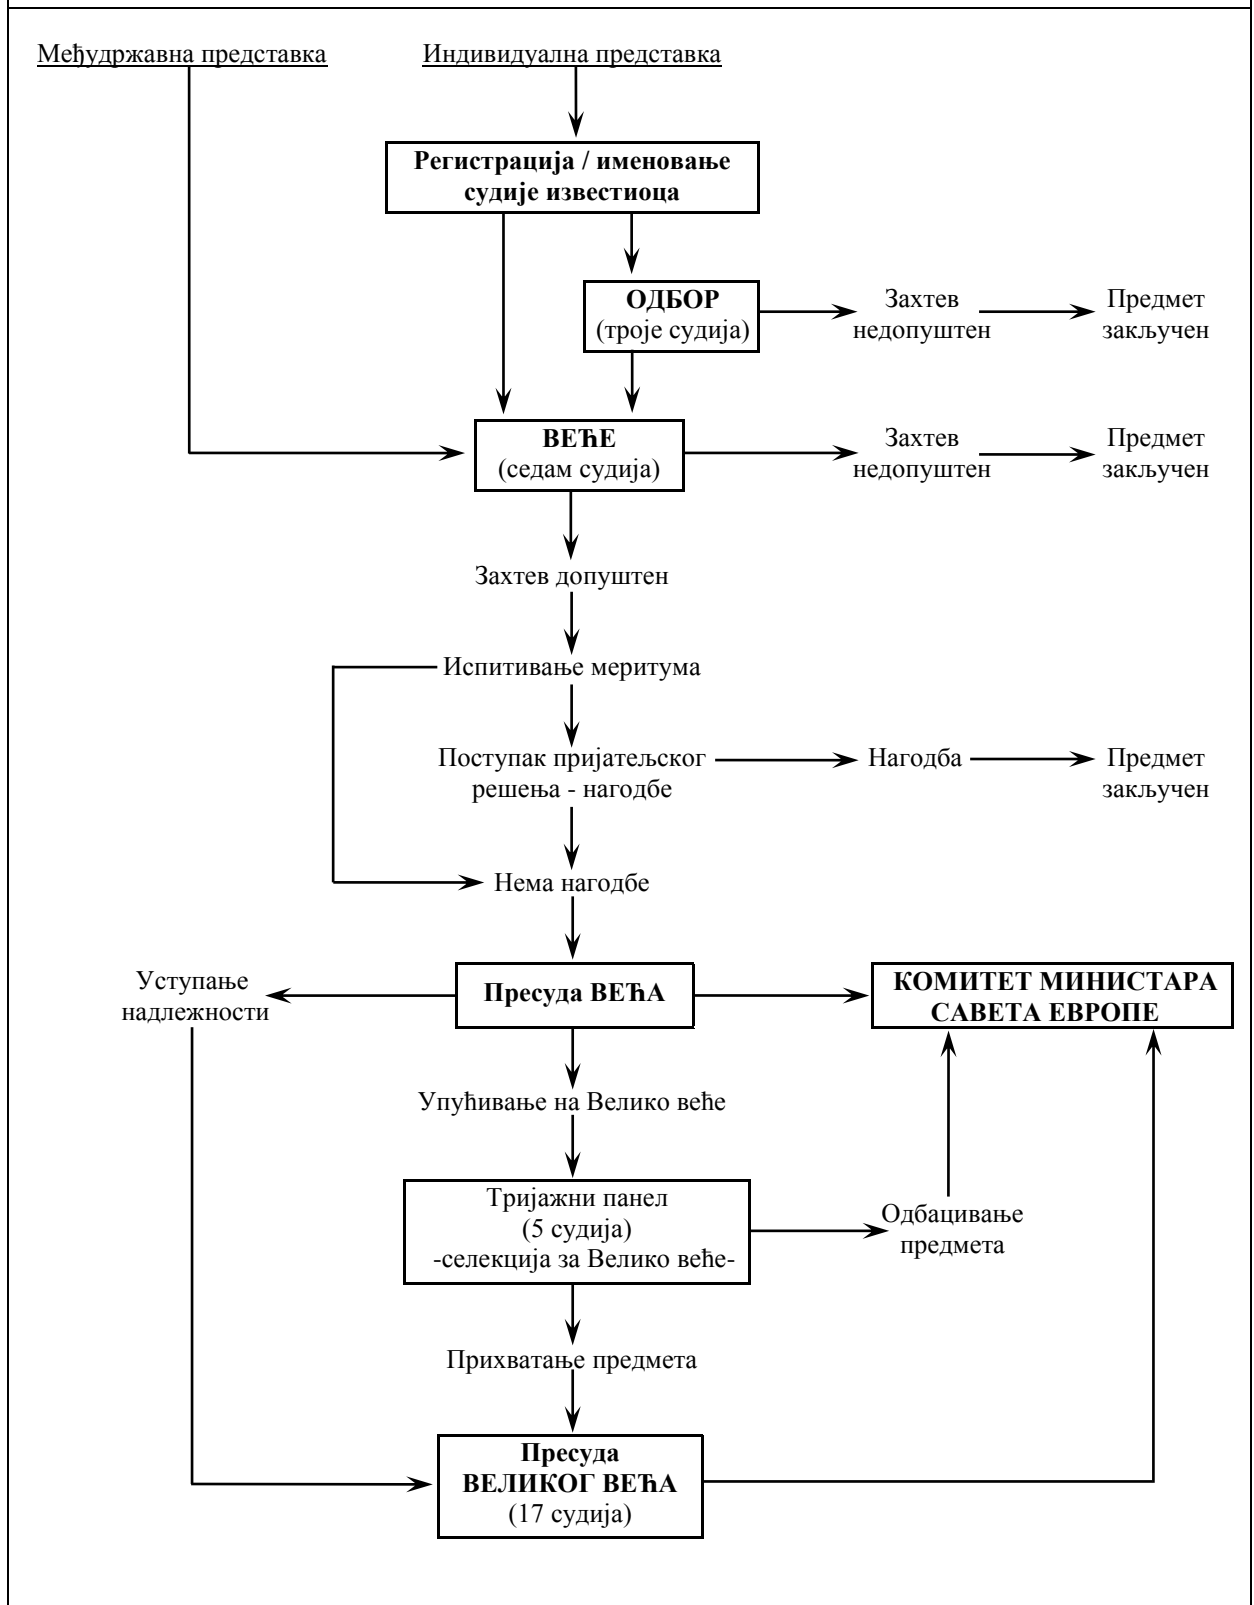 Међудржавна представка
Индивидуална представка
Регистрација / именовање
судије известиоца
ОДБОР
(троје судија)
Захтев
недопуштен
Предмет
закључен
ВЕЋЕ
(седам судија)
Захтев
недопуштен
Предмет
закључен
Захтев допуштен
Испитивање меритума
Поступак пријатељског
решења - нагодбе
Нагодба
Предмет
закључен
Нема нагодбе
Уступање
надлежности
Пресуда ВЕЋА
КОМИТЕТ МИНИСТАРА
САВЕТА ЕВРОПЕ
Упућивање на Велико веће
Тријажни панел
(5 судија)
-селекција за Велико веће-
Одбацивање
предмета
Прихватање предмета
Пресуда
ВЕЛИКОГ ВЕЋА
(17 судија)